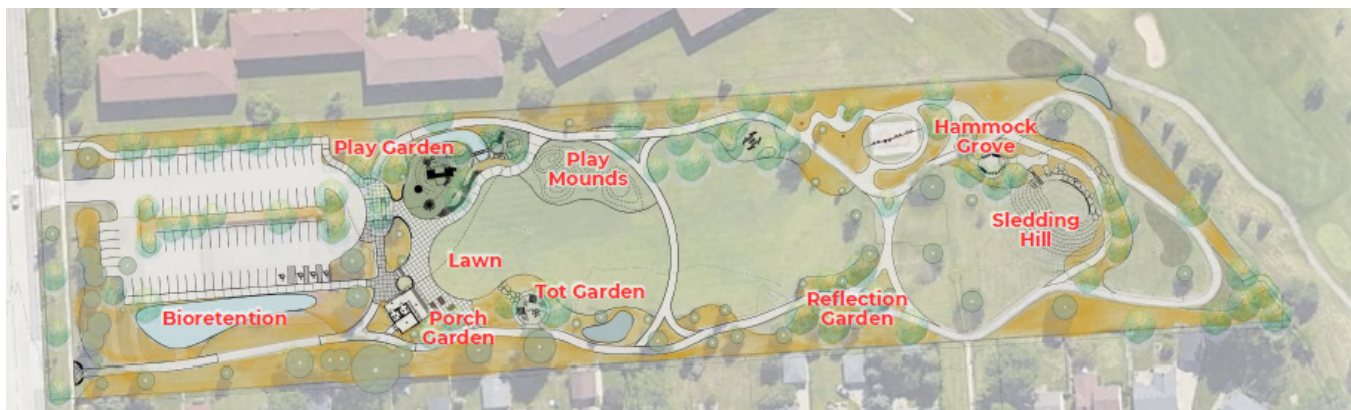 Play Garden
Play
Mounds
Hammock
Grove
Sledding
Hill
Lawn
Tot Garden
Reflection
Garden
Bioretention
Porch
Garden